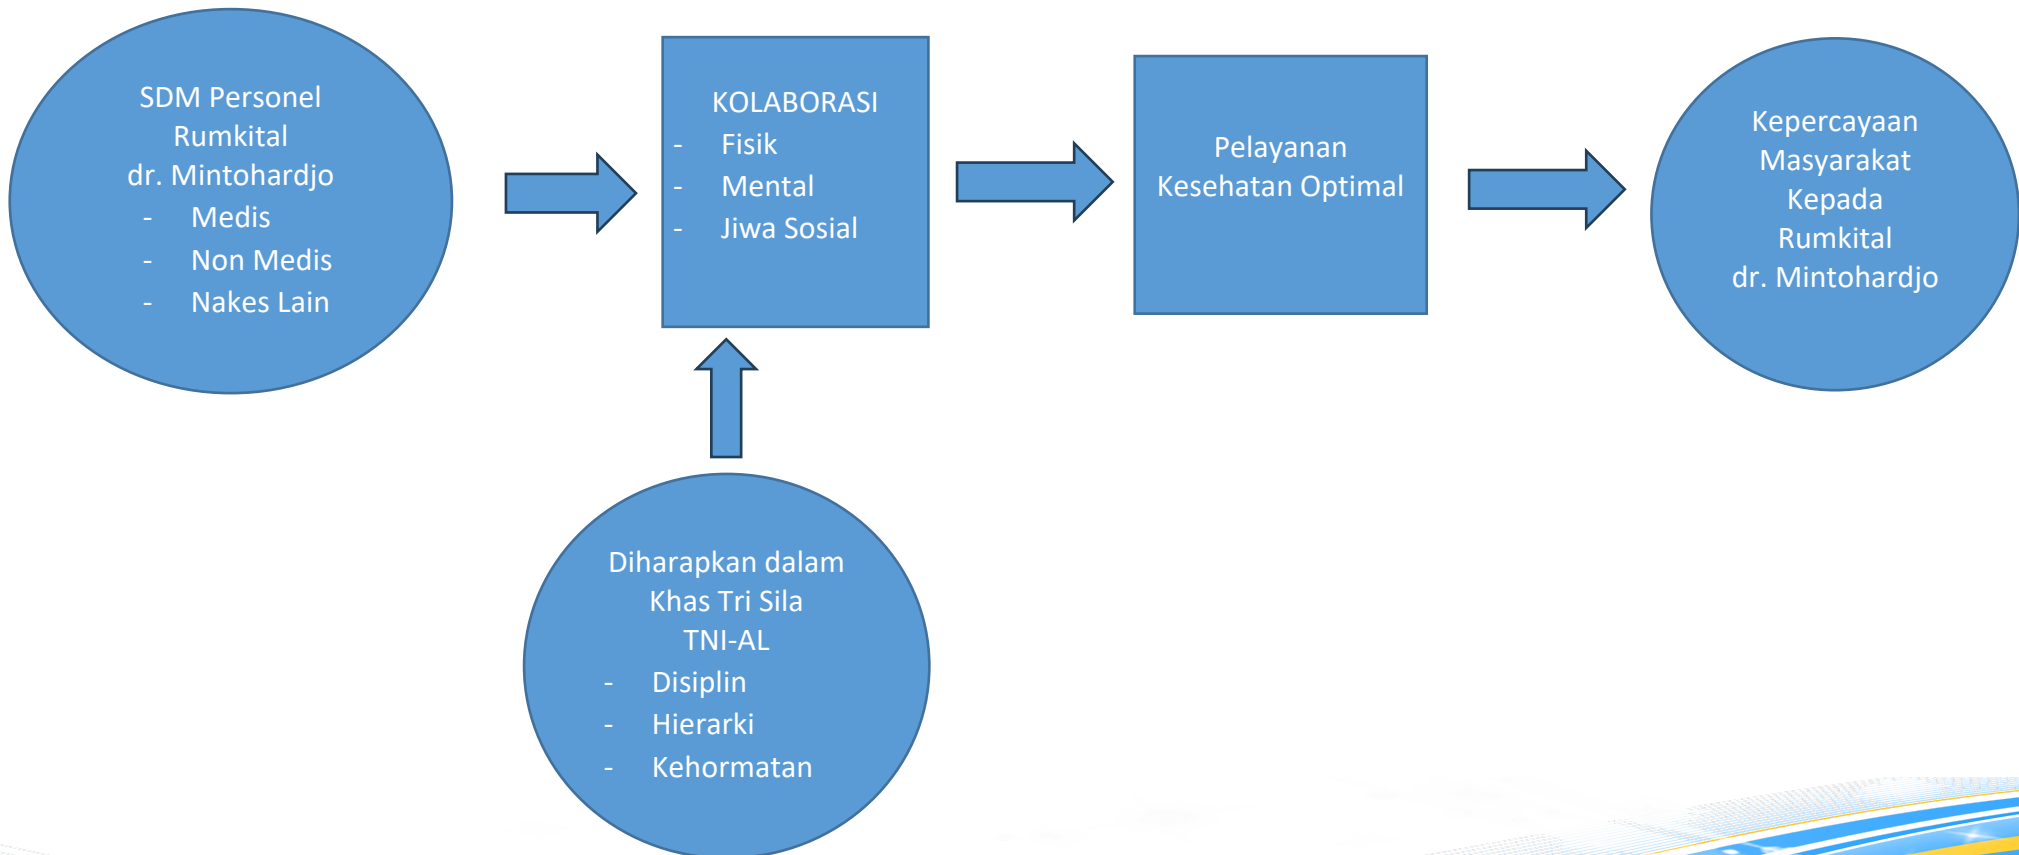 SDM Personel
Rumkital
dr. Mintohardjo
- Medis
- Non Medis
- Nakes Lain
KOLABORASI
- Fisik
- Mental
- Jiwa Sosial
Pelayanan
Kesehatan Optimal
Kepercayaan
Masyarakat
Kepada
Rumkital
dr. Mintohardjo
Diharapkan dalam
Khas Tri Sila
TNI-AL
- Disiplin
- Hierarki
- Kehormatan